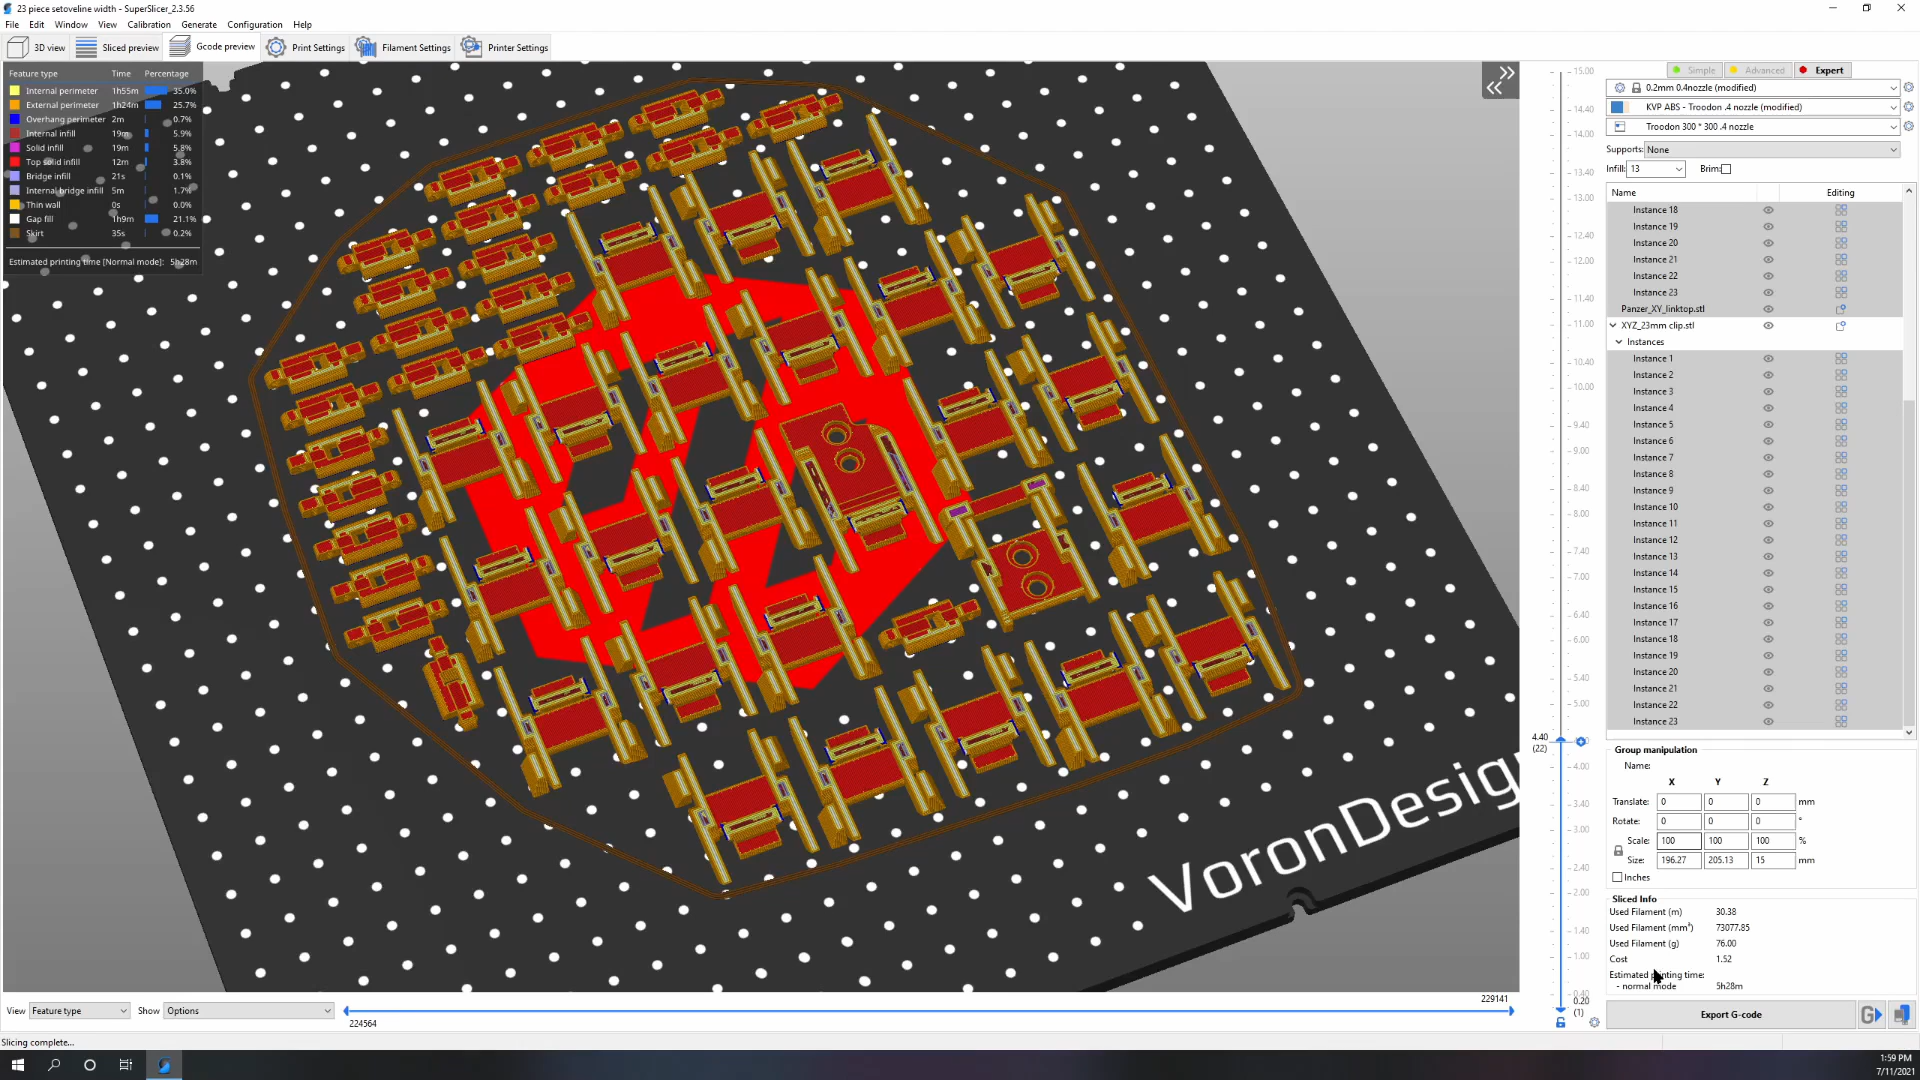 23 piece setoveline width - SuperSlicer_2.3.56
File Edit Window View Calibration Generate Configuration Help
3D view Sliced preview Gcode preview Print Settings Filament Settings Printer Settings
Feature type Time Percentage
Internal perimeter 1h55m 35.0%
External perimeter 1h24m 25.7%
Overhang perimeter 2m 0.7%
Internal infill 19m 5.9%
Solid infill 19m 5.8%
Top solid infill 12m 3.8%
Bridge infill 21s 0.1%
Internal bridge infill 5m 1.7%
Thin wall 0s 0.0%
Gap fill 1h9m 21.1%
Skirt 35s 0.2%
Estimated printing time [Normal mode]: 5h28m
VoronDesign
15.00
14.40
14.00
13.40
13.00
12.40
12.00
11.40
11.00
10.40
10.00
9.40
9.00
8.40
8.00
7.40
7.00
6.40
6.00
5.40
5.00
4.40
(22)
4.00
3.40
3.00
2.40
2.00
1.40
1.00
0.40
0.20
(1)
Simple Advanced Expert
0.2mm 0.4nozzle (modified)
KVP ABS - Troodon .4 nozzle (modified)
Troodon 300 * 300 .4 nozzle
Supports: None
Infill: 13 Brim:
Name Editing
Instance 18
Instance 19
Instance 20
Instance 21
Instance 22
Instance 23
Panzer_XY_linktop.stl
XYZ_23mm clip.stl
Instances
Instance 1
Instance 2
Instance 3
Instance 4
Instance 5
Instance 6
Instance 7
Instance 8
Instance 9
Instance 10
Instance 11
Instance 12
Instance 13
Instance 14
Instance 15
Instance 16
Instance 17
Instance 18
Instance 19
Instance 20
Instance 21
Instance 22
Instance 23
Group manipulation
Name:
X Y Z
Translate: 0 0 0 mm
Rotate: 0 0 0 °
Scale: 100 100 100 %
Size: 196.27 205.13 15 mm
Inches
Sliced Info
Used Filament (m) 30.38
Used Filament (mm³) 73077.85
Used Filament (g) 76.00
Cost 1.52
Estimated printing time:
- normal mode 5h28m
Export G-code
View Feature type Show Options
229141
224564
Slicing complete...
1:59 PM
7/11/2021